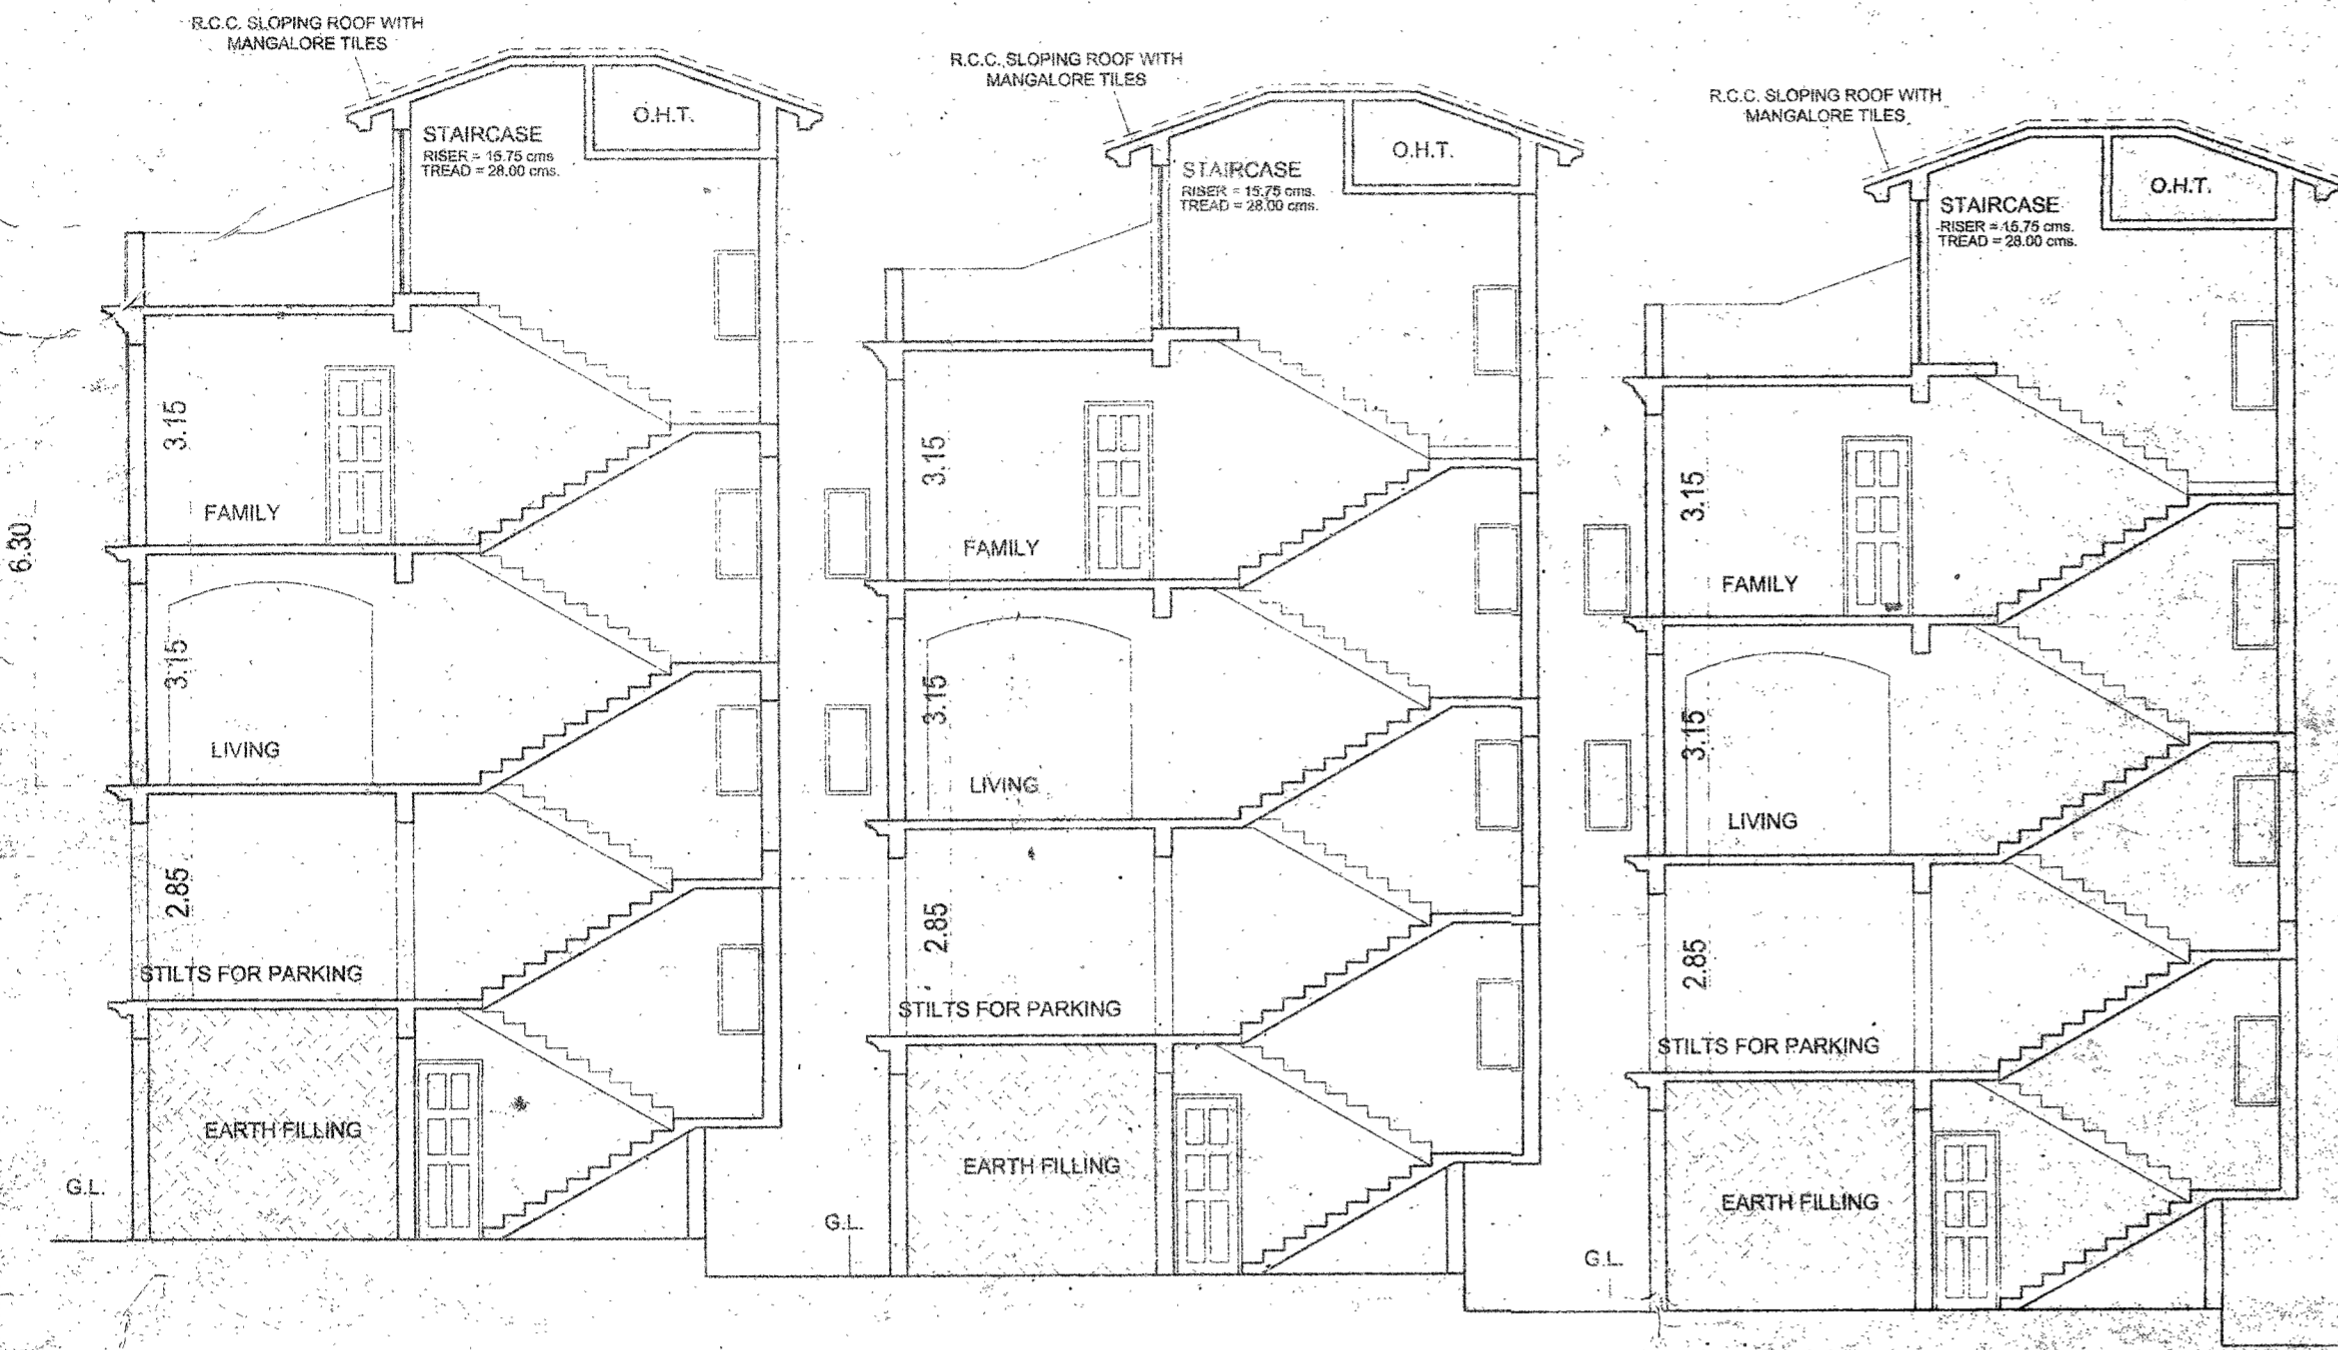 R.C.C. SLOPING ROOF WITH
MANGALORE TILES
O.H.T.
STAIRCASE
RISER = 15.75 cms
TREAD = 28.00 cms.
3.15
FAMILY
6.30
3.15
LIVING
2.85
STILTS FOR PARKING
EARTH FILLING
G.L.
R.C.C. SLOPING ROOF WITH
MANGALORE TILES
O.H.T.
STAIRCASE
RISER = 15.75 cms.
TREAD = 28.00 cms.
3.15
FAMILY
3.15
LIVING
2.85
STILTS FOR PARKING
EARTH FILLING
G.L.
R.C.C. SLOPING ROOF WITH
MANGALORE TILES
O.H.T.
STAIRCASE
RISER = 15.75 cms.
TREAD = 28.00 cms.
3.15
FAMILY
3.15
LIVING
2.85
STILTS FOR PARKING
EARTH FILLING
G.L.